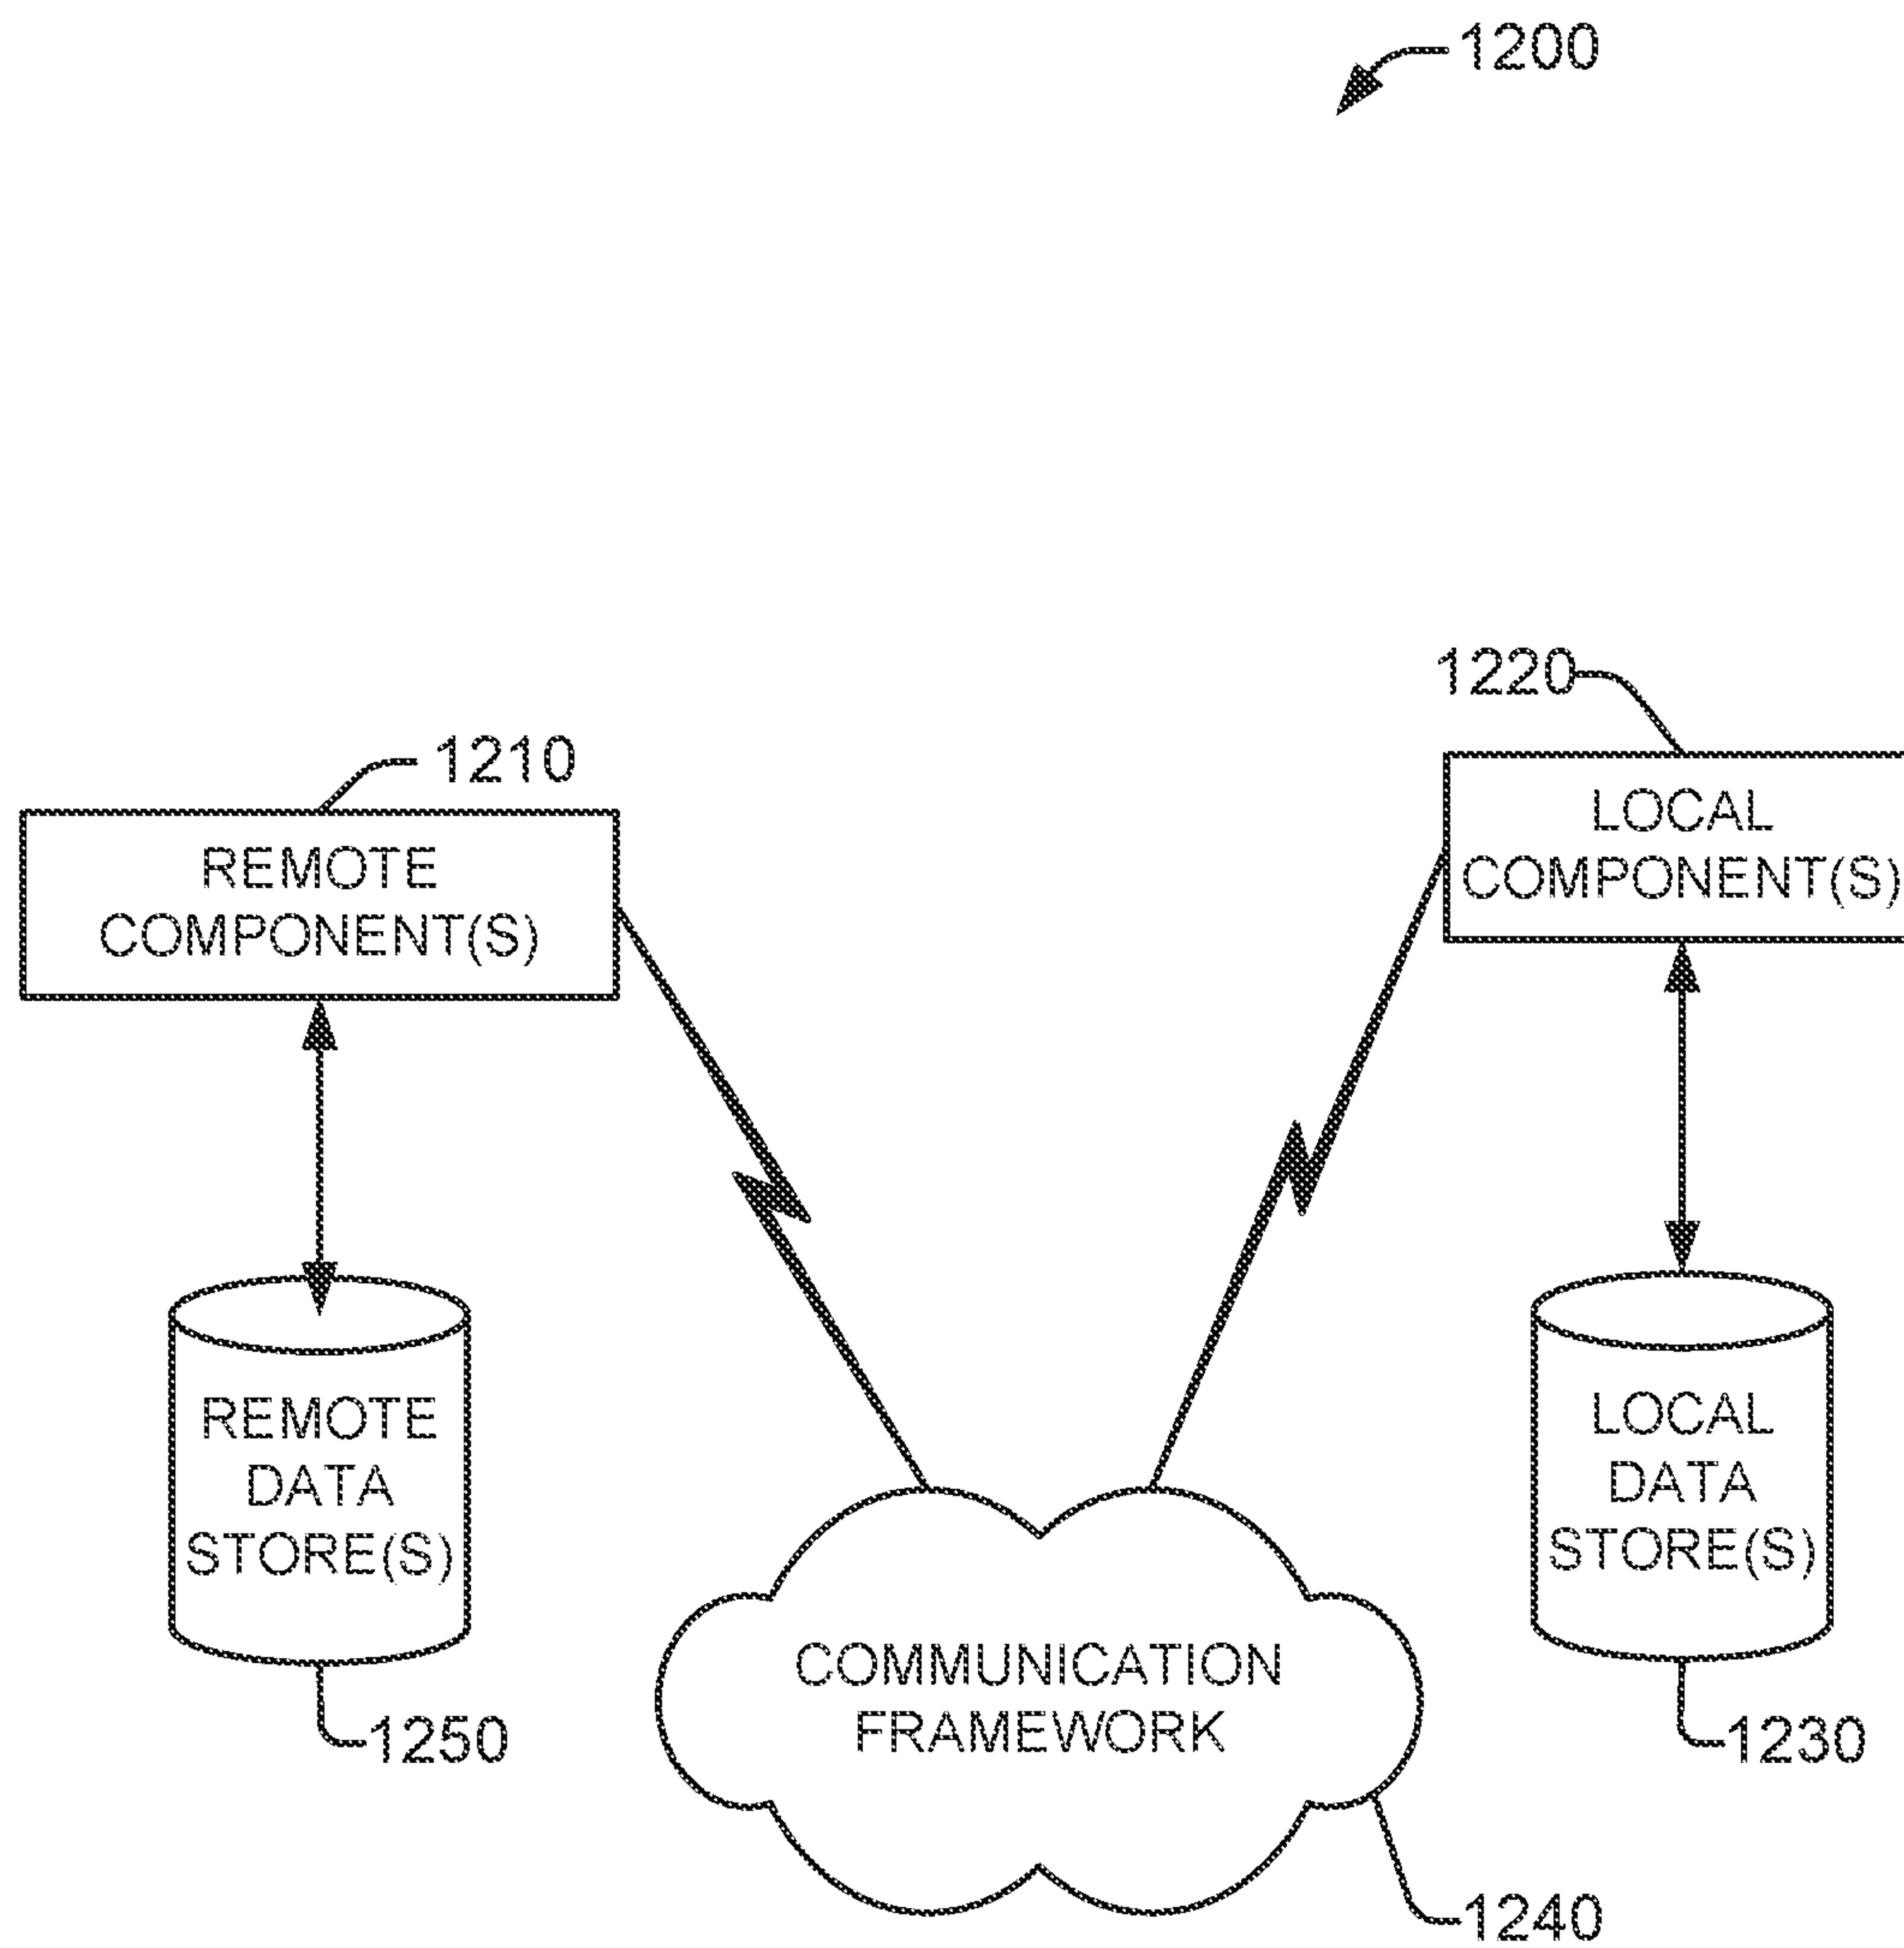 1200
1220
1210
LOCAL
COMPONENT(S)
REMOTE
COMPONENT(S)
REMOTE
DATA
STORE(S)
LOCAL
DATA
STORE(S)
COMMUNICATION
FRAMEWORK
1250
1230
1240